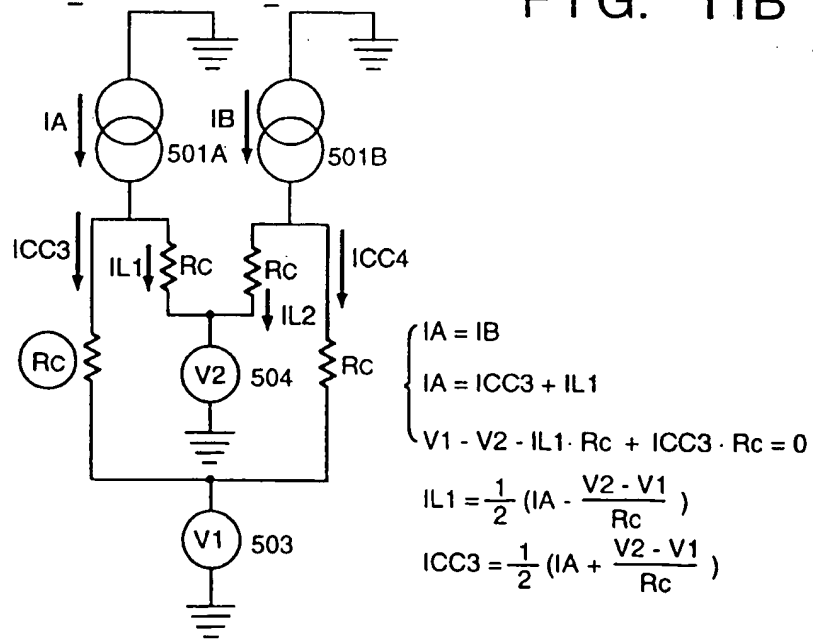 FIG. 11B
IA
501A
IB
501B
ICC3
IL1
Rc
Rc
ICC4
IL2
Rc
V2
504
Rc
V1
503
IA = IB
IA = ICC3 + IL1
V1 - V2 - IL1 · Rc + ICC3 · Rc = 0
IL1 = 1/2 (IA - V2 - V1 / Rc )
ICC3 = 1/2 (IA + V2 - V1 / Rc )